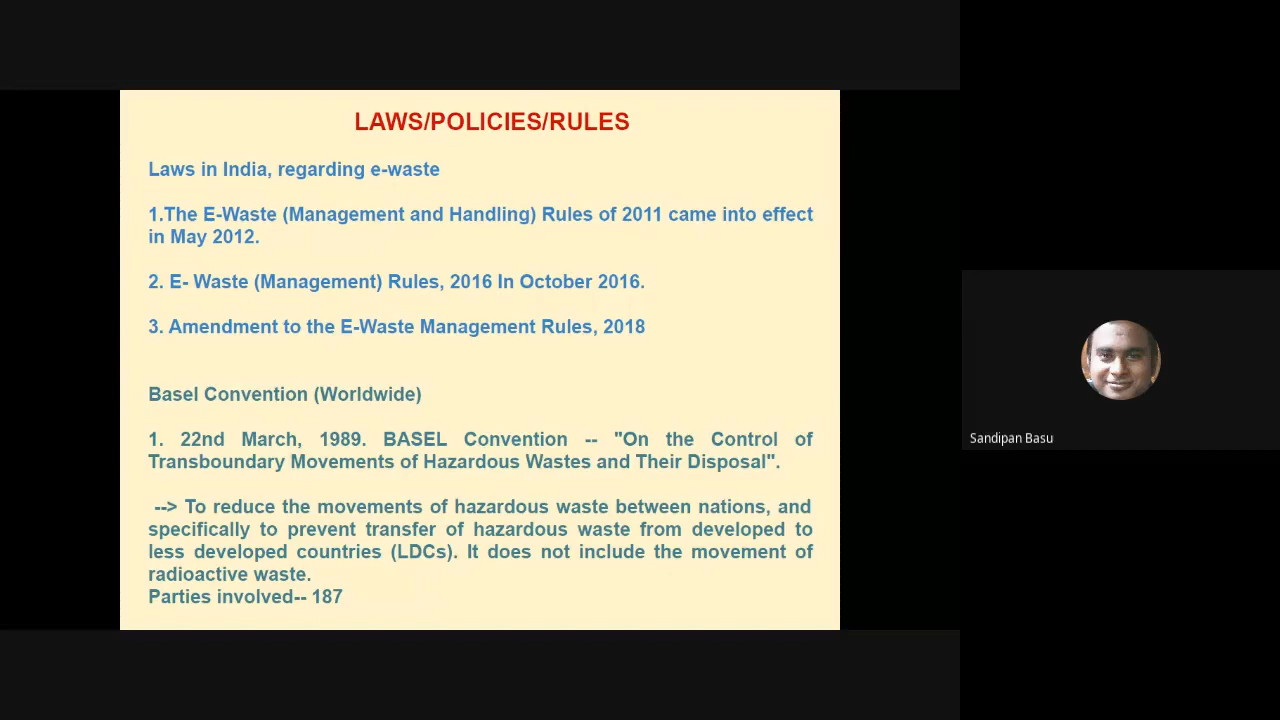 LAWS/POLICIES/RULES
Laws in India, regarding e-waste
1.The E-Waste (Management and Handling) Rules of 2011 came into effect
in May 2012.
2. E- Waste (Management) Rules, 2016 In October 2016.
3. Amendment to the E-Waste Management Rules, 2018
Basel Convention (Worldwide)
1. 22nd March, 1989. BASEL Convention -- "On the Control of
Transboundary Movements of Hazardous Wastes and Their Disposal".
--> To reduce the movements of hazardous waste between nations, and
specifically to prevent transfer of hazardous waste from developed to
less developed countries (LDCs). It does not include the movement of
radioactive waste.
Parties involved-- 187
Sandipan Basu